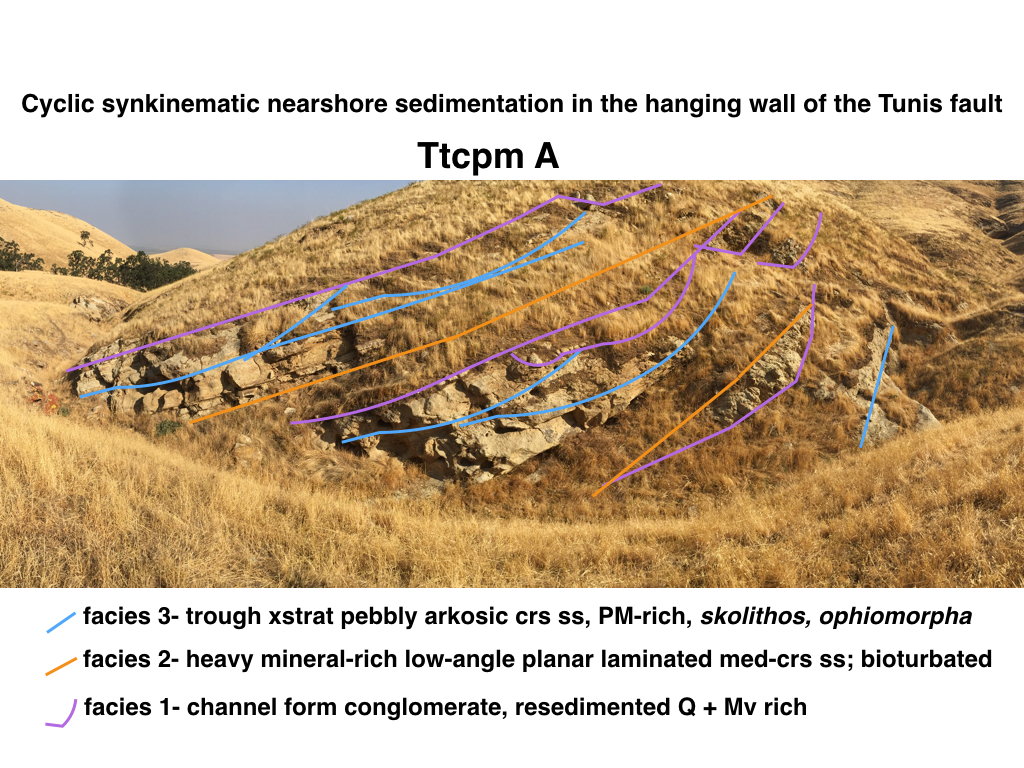 Cyclic synkinematic nearshore sedimentation in the hanging wall of the Tunis fault
Ttcpm A
facies 3- trough xstrat pebbly arkosic crs ss, PM-rich, skolithos, ophiomorpha
facies 2- heavy mineral-rich low-angle planar laminated med-crs ss; bioturbated
facies 1- channel form conglomerate, resedimented Q + Mv rich